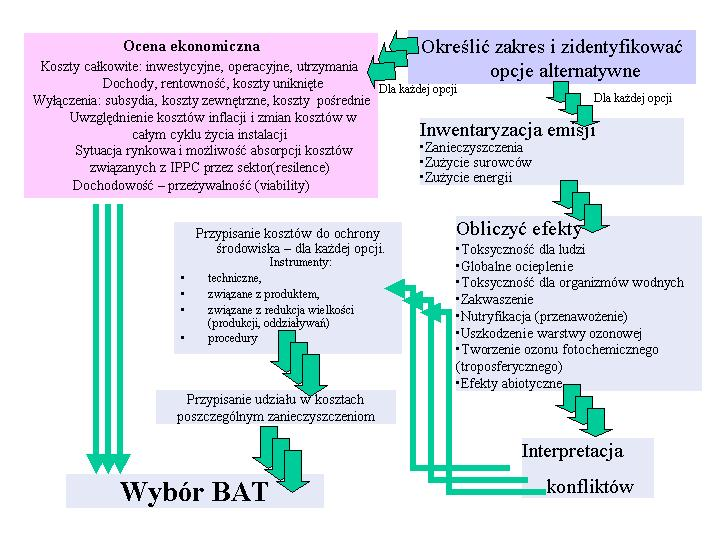 Określić zakres i zidentyfikować
opcje alternatywne
Ocena ekonomiczna
Koszty całkowite: inwestycyjne, operacyjne, utrzymania
Dochody, rentowność, koszty uniknięte
Wyłączenia: subsydia, koszty zewnętrzne, koszty pośrednie
Uwzględnienie kosztów inflacji i zmian kosztów w
całym cyklu życia instalacji
Sytuacja rynkowa i możliwość absorpcji kosztów
związanych z IPPC przez sektor(resilence)
Dochodowość – przeżywalność (viability)
Dla każdej opcji
Dla każdej opcji
Inwentaryzacja emisji
•Zanieczyszczenia
•Zużycie surowców
•Zużycie energii
Obliczyć efekty
•Toksyczność dla ludzi
•Globalne ocieplenie
•Toksyczność dla organizmów wodnych
•Zakwaszenie
•Nutryfikacja (przenawożenie)
•Uszkodzenie warstwy ozonowej
•Tworzenie ozonu fotochemicznego
(troposferycznego)
•Efekty abiotyczne
Przypisanie kosztów do ochrony
środowiska – dla każdej opcji.
Instrumenty:
• techniczne,
• związane z produktem,
• związane z redukcja wielkości
(produkcji, oddziaływań)
• procedury
Przypisanie udziału w kosztach
poszczególnym zanieczyszczeniom
Interpretacja
konfliktów
Wybór BAT